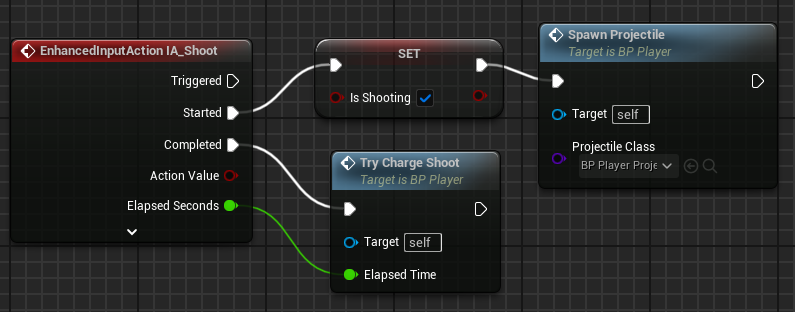 EnhancedInputAction IA_Shoot
Triggered
Started
Completed
Action Value
Elapsed Seconds
SET
Is Shooting
Try Charge Shoot
Target is BP Player
Target self
Elapsed Time
Spawn Projectile
Target is BP Player
Target self
Projectile Class
BP Player Proje